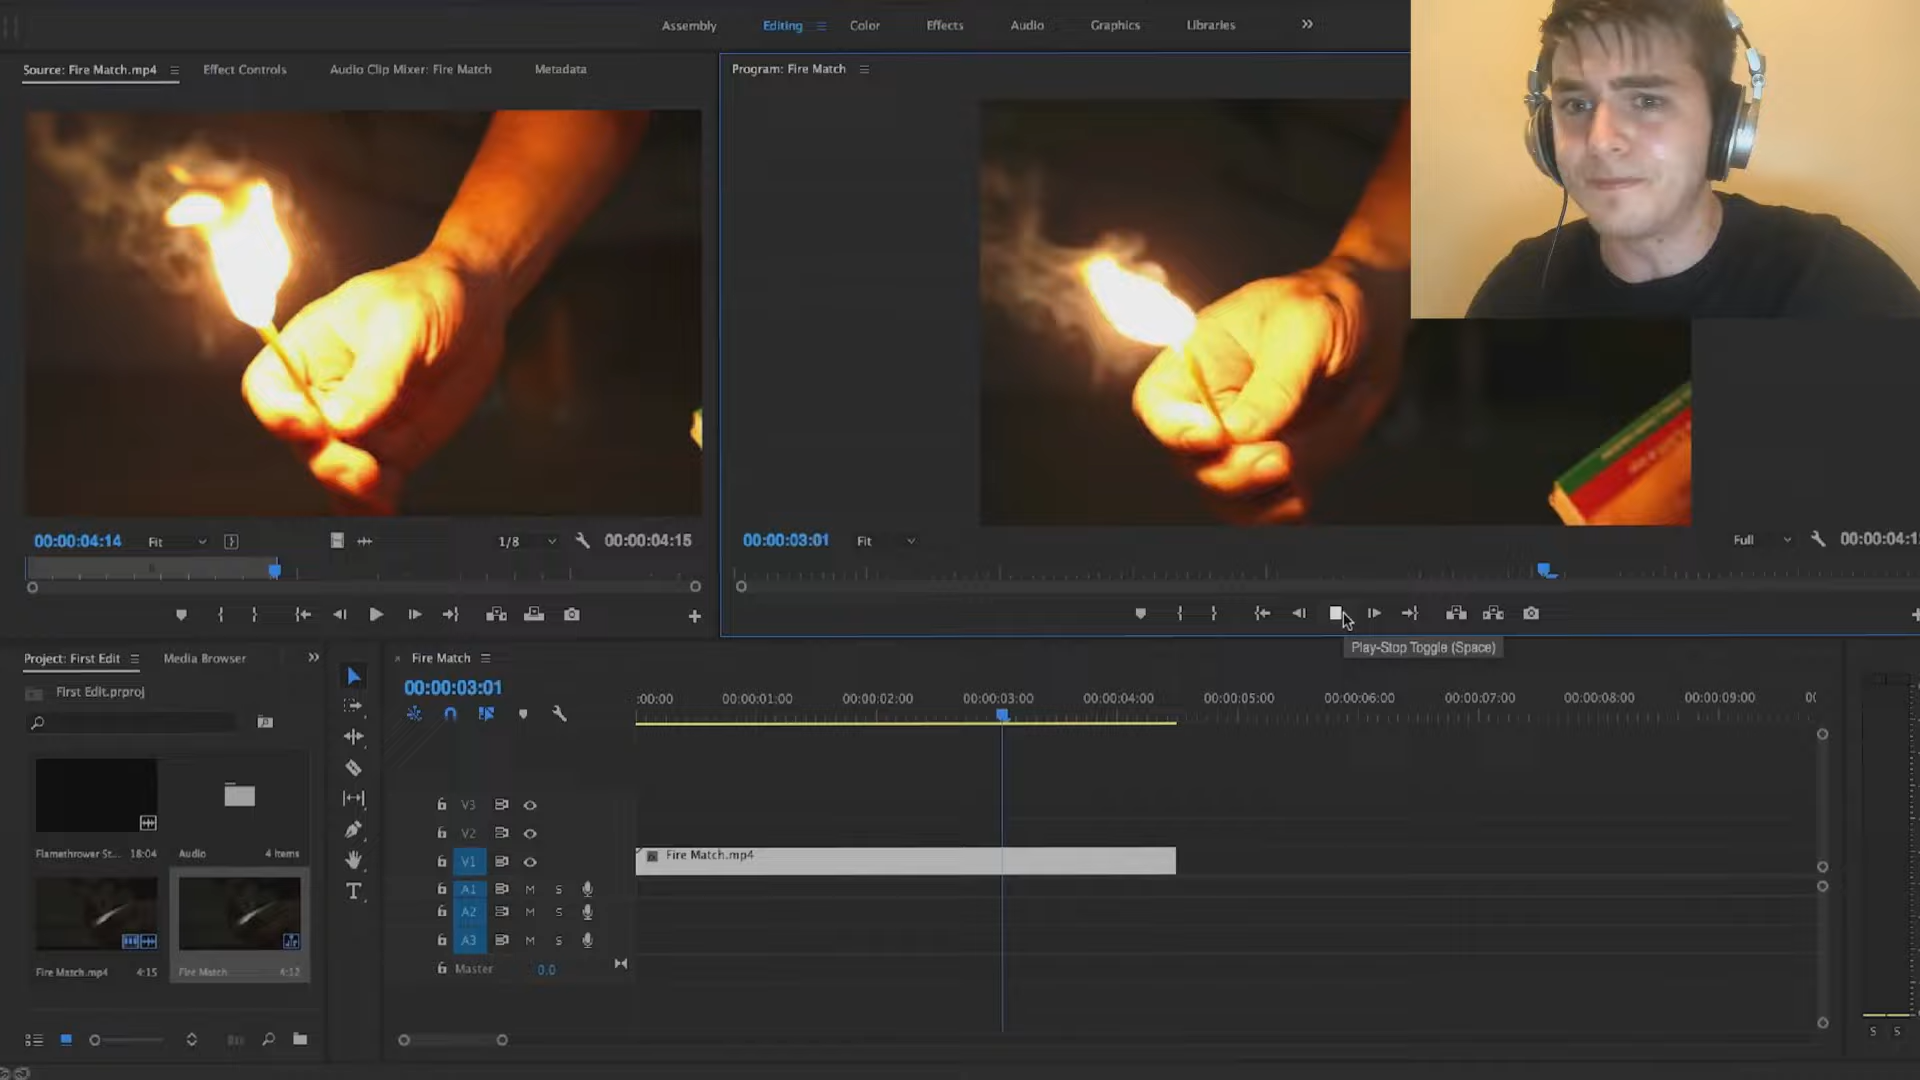 Assembly Editing Color Effects Audio Graphics Libraries
Source: Fire Match.mp4 Effect Controls Audio Clip Mixer: Fire Match Metadata
Program: Fire Match
00:00:04:14 Fit 1/8 00:00:04:15
00:00:03:01 Fit Full
Play-Stop Toggle (Space)
Project: First Edit Media Browser
First Edit.prproj
Flamethrower St... 18:04
Audio 4 Items
Fire Match.mp4 4:15
Fire Match 4:12
Fire Match
00:00:03:01
:00:00 00:00:01:00 00:00:02:00 00:00:03:00 00:00:04:00 00:00:05:00 00:00:06:00 00:00:07:00 00:00:08:00 00:00:09:00
V3
V2
V1 Fire Match.mp4
A1 M S
A2 M S
A3 M S
Master 0.0
S S